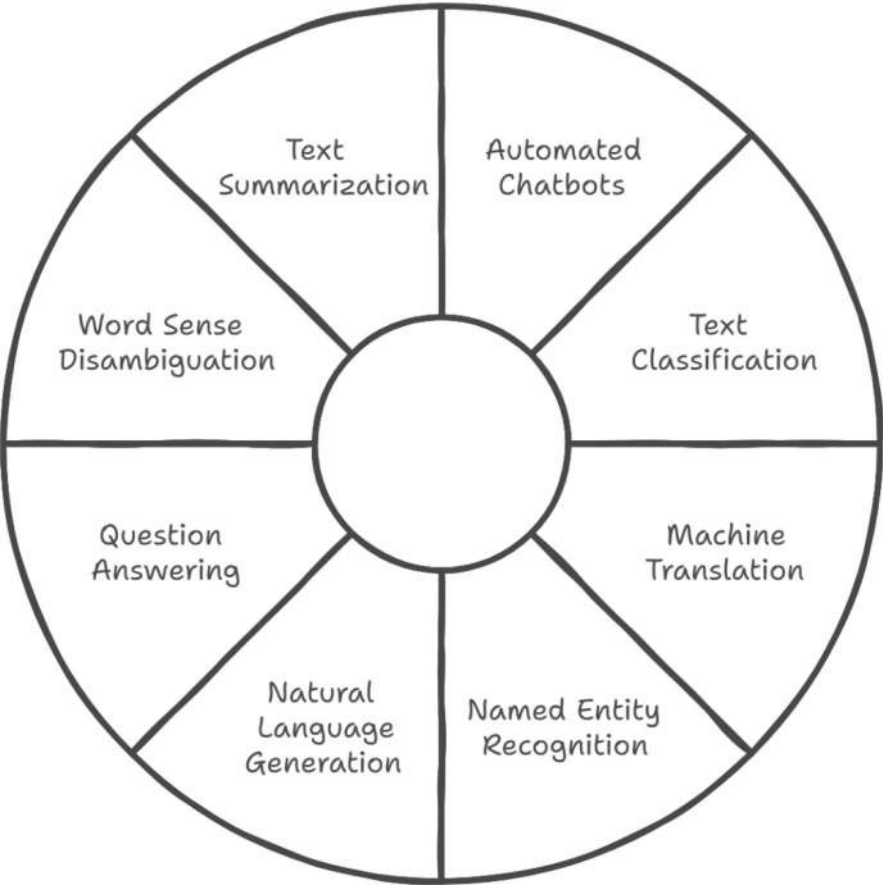 Text
Summarization
Automated
Chatbots
Word Sense
Disambiguation
Text
Classification
Question
Answering
Machine
Translation
Natural
Language
Generation
Named Entity
Recognition